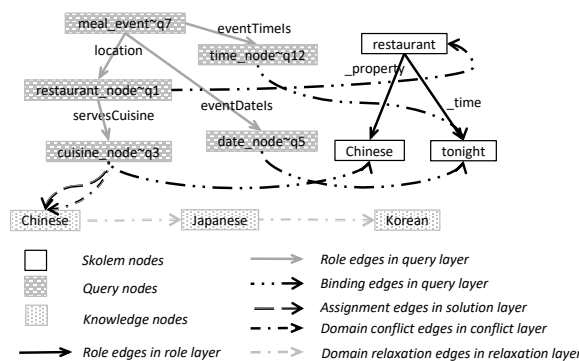 meal_event~q7
eventTimeIs
restaurant
location
time_node~q12
_property
restaurant_node~q1
eventDateIs
_time
servesCuisine
cuisine_node~q3
date_node~q5
Chinese
tonight
Chinese
Japanese
Korean
Skolem nodes
Role edges in query layer
Query nodes
Binding edges in query layer
Assignment edges in solution layer
Knowledge nodes
Domain conflict edges in conflict layer
Role edges in role layer
Domain relaxation edges in relaxation layer